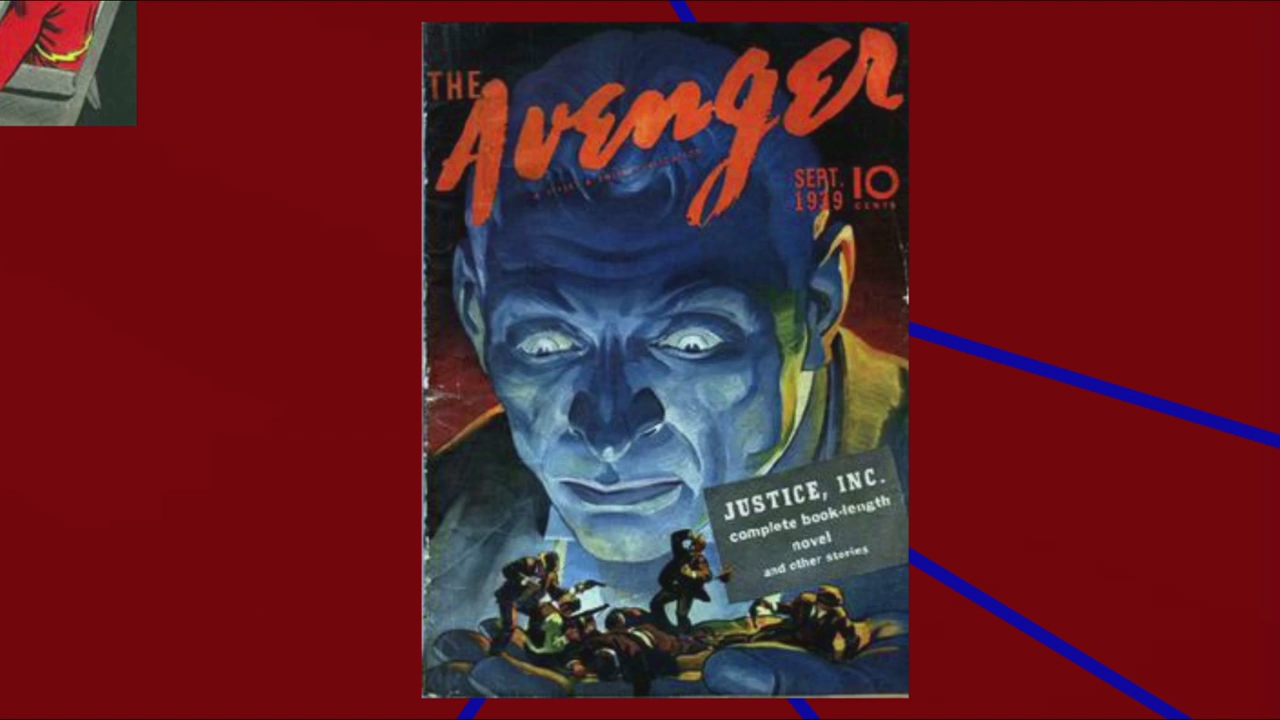 THE
Avenger
SEPT. 10
1939 CENTS
JUSTICE, INC.
complete book-length
novel
and other stories